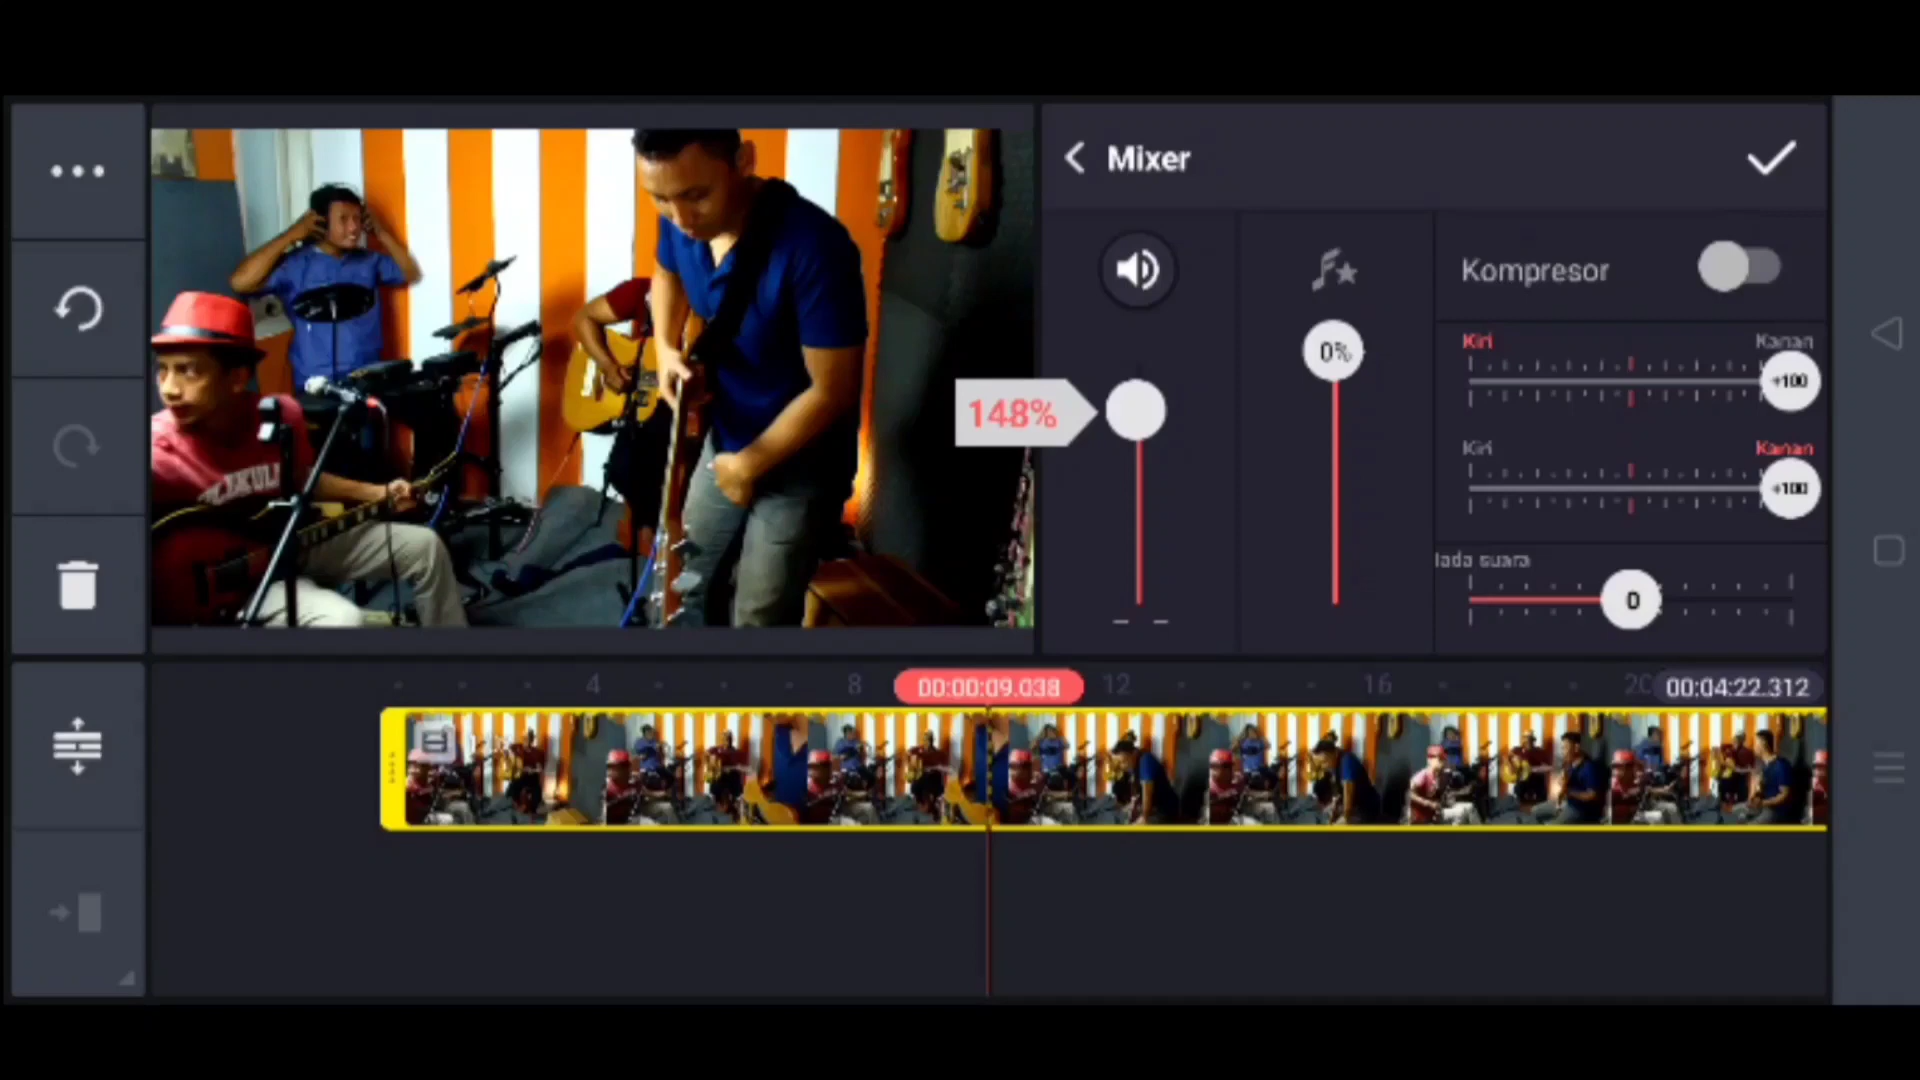 Mixer
Kompresor
0%
148%
Kiri Kanan
+100
Kiri Kanan
+100
lada suara
0
4 8 00:00:09.038 12 16 20 00:04:22.312